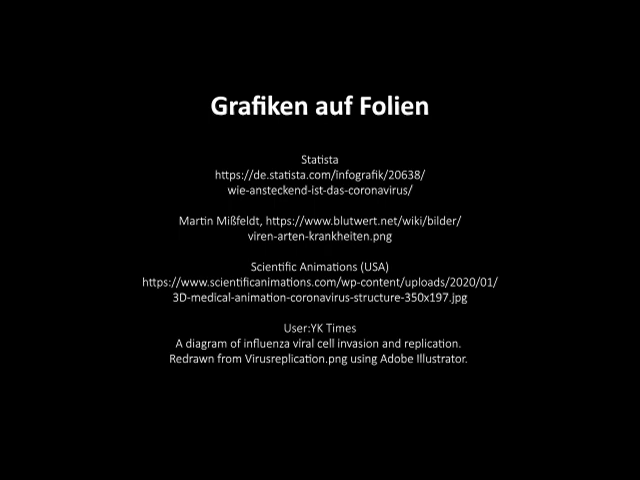 Grafiken auf Folien
Statista
https://de.statista.com/infografik/20638/
wie-ansteckend-ist-das-coronavirus/
Martin Mißfeldt, https://www.blutwert.net/wiki/bilder/
viren-arten-krankheiten.png
Scientific Animations (USA)
https://www.scientificanimations.com/wp-content/uploads/2020/01/
3D-medical-animation-coronavirus-structure-350x197.jpg
User:YK Times
A diagram of influenza viral cell invasion and replication.
Redrawn from Virusreplication.png using Adobe Illustrator.